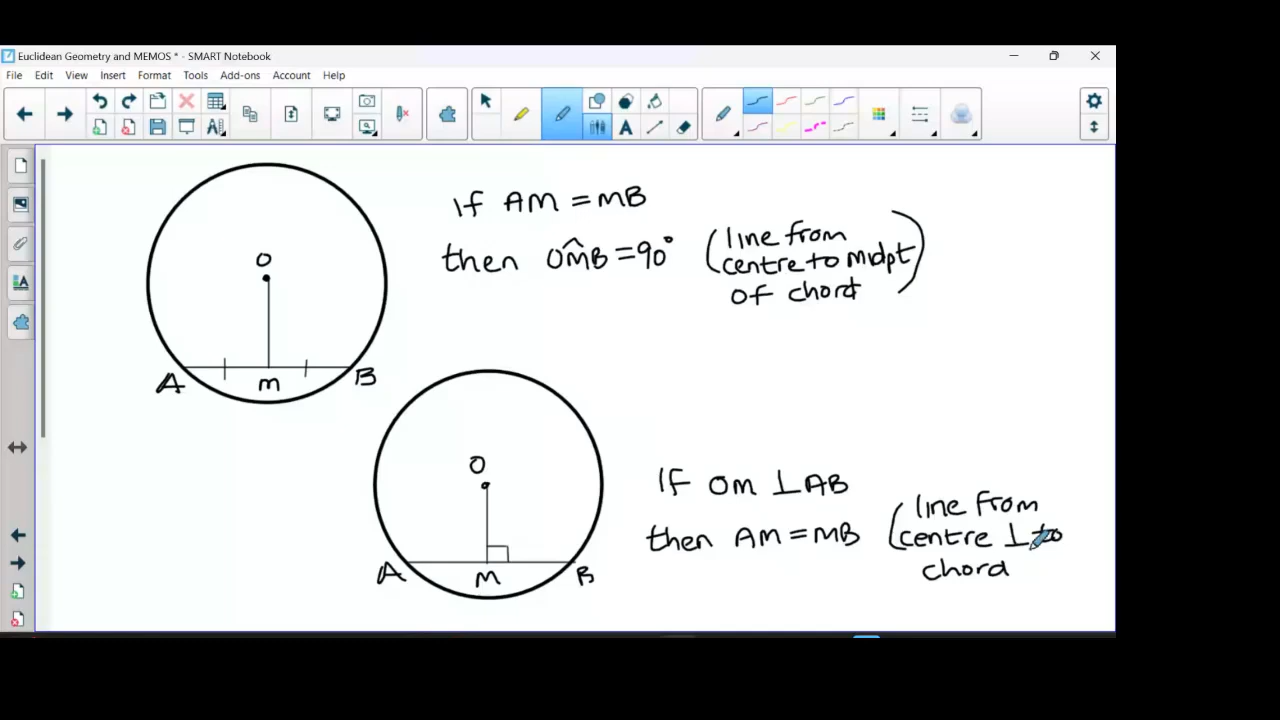 Euclidean Geometry and MEMOS * - SMART Notebook
File Edit View Insert Format Tools Add-ons Account Help
If AM = MB
then OM̂B = 90° (line from
centre to midpt
of chord)
O
A M B
If OM ⊥ AB
then AM = MB (line from
centre ⊥ to
chord
O
A M B